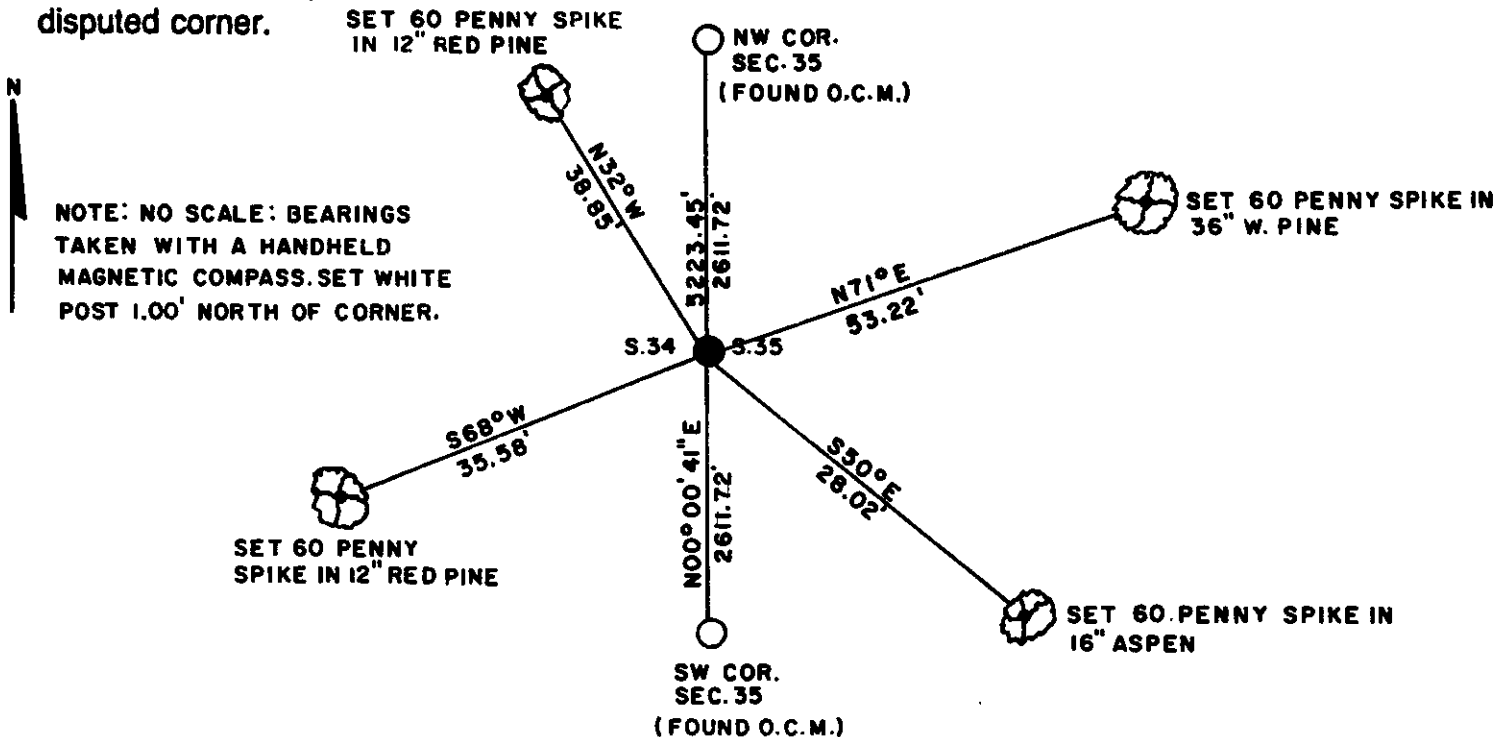 disputed corner.
SET 60 PENNY SPIKE
IN 12" RED PINE
NW COR.
SEC. 35
(FOUND O.C.M.)
N
NOTE: NO SCALE: BEARINGS
TAKEN WITH A HANDHELD
MAGNETIC COMPASS. SET WHITE
POST 1.00' NORTH OF CORNER.
N32°W
38.85'
5223.45'
2611.72'
SET 60 PENNY SPIKE IN
36" W. PINE
N71°E
53.22'
S.34
S.35
S68°W
35.58'
N00°00'41"E
2611.72'
S50°E
28.02'
SET 60 PENNY
SPIKE IN 12" RED PINE
SET 60 PENNY SPIKE IN
16" ASPEN
SW COR.
SEC. 35
(FOUND O.C.M.)